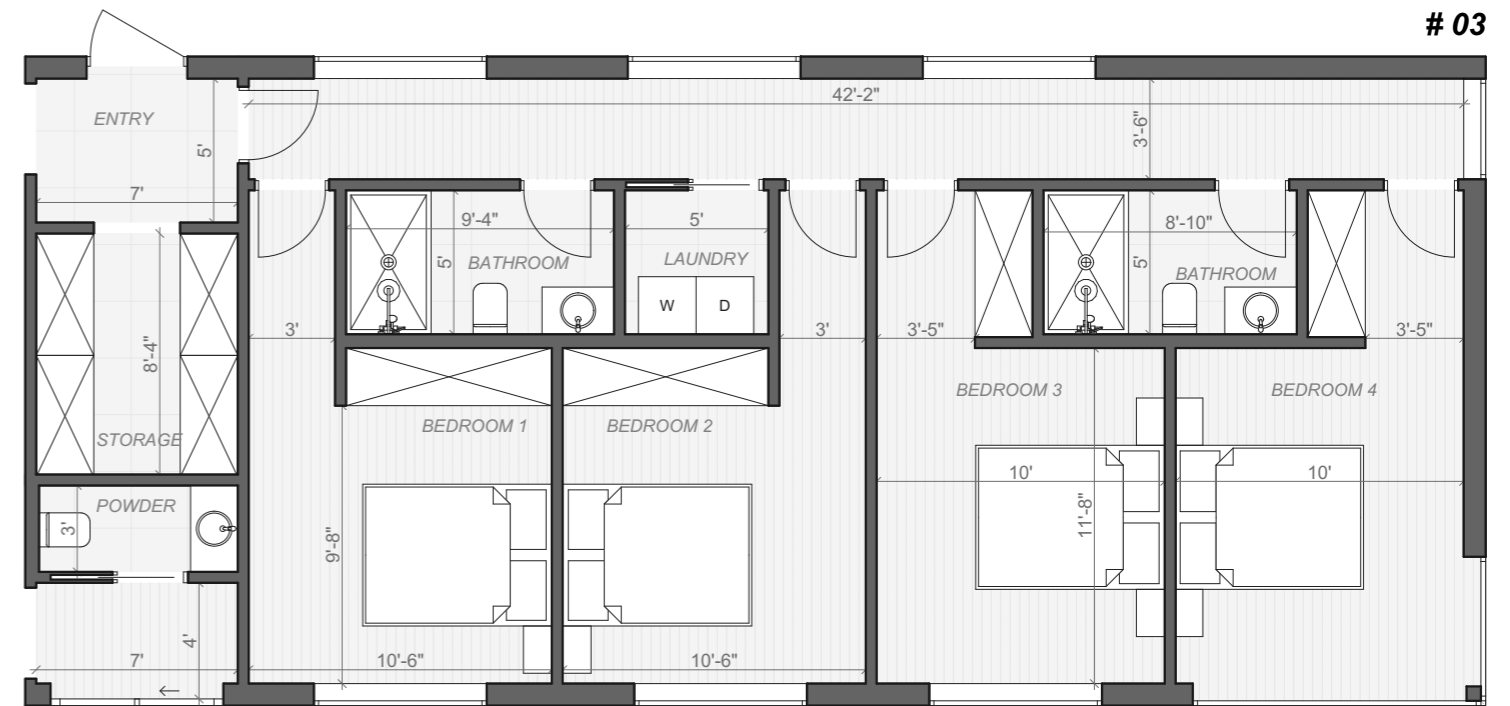 # 03
42'-2"
ENTRY
3'-6"
5'
7'
9'-4"
5'
8'-10"
5'
BATHROOM
LAUNDRY
5'
BATHROOM
W
D
3'
3'
3'-5"
3'-5"
8'-4"
BEDROOM 3
BEDROOM 4
BEDROOM 1
BEDROOM 2
STORAGE
10'
10'
POWDER
3'
11'-8"
9'-8"
4'
7'
10'-6"
10'-6"